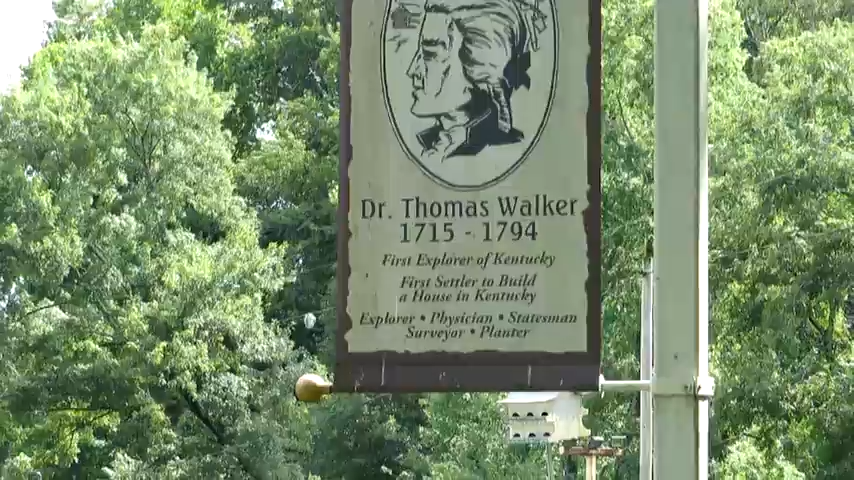 Dr. Thomas Walker
1715 - 1794
First Explorer of Kentucky
First Settler to Build
a House in Kentucky
Explorer • Physician • Statesman
Surveyor • Planter